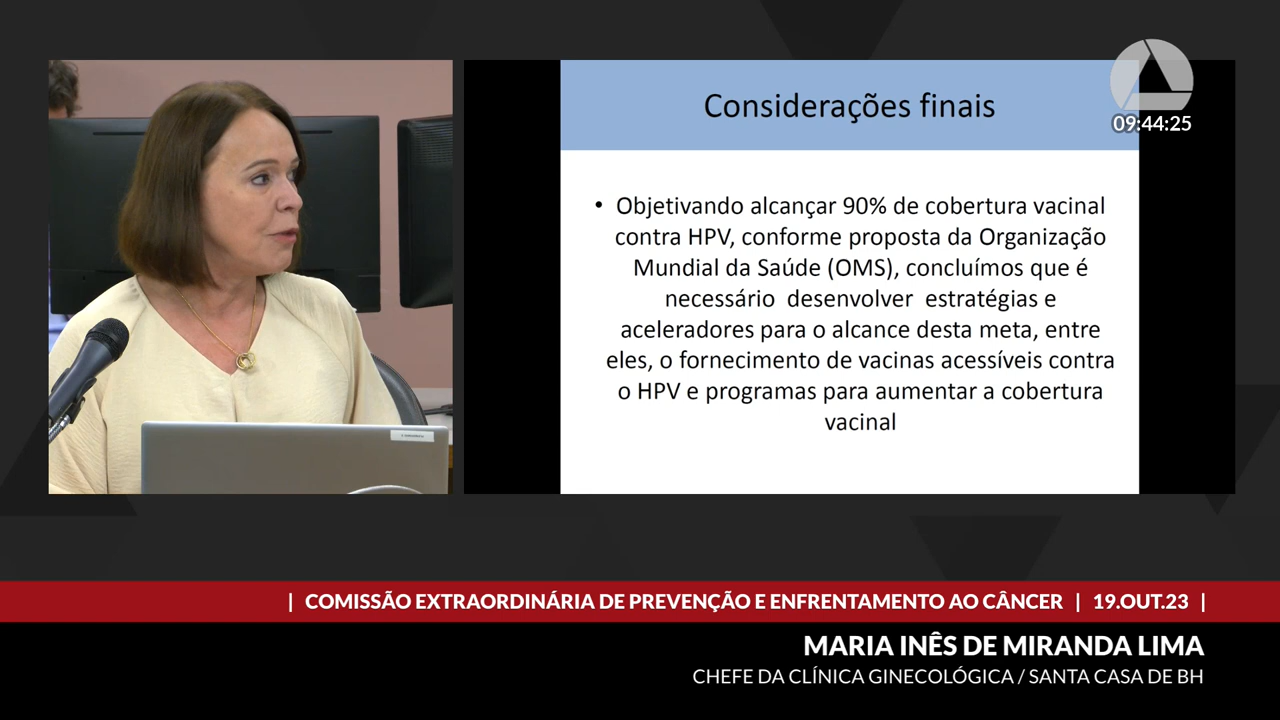 Considerações finais
09:44:25
• Objetivando alcançar 90% de cobertura vacinal
contra HPV, conforme proposta da Organização
Mundial da Saúde (OMS), concluímos que é
necessário desenvolver estratégias e
aceleradores para o alcance desta meta, entre
eles, o fornecimento de vacinas acessíveis contra
o HPV e programas para aumentar a cobertura
vacinal
| COMISSÃO EXTRAORDINÁRIA DE PREVENÇÃO E ENFRENTAMENTO AO CÂNCER | 19.OUT.23 |
MARIA INÊS DE MIRANDA LIMA
CHEFE DA CLÍNICA GINECOLÓGICA / SANTA CASA DE BH